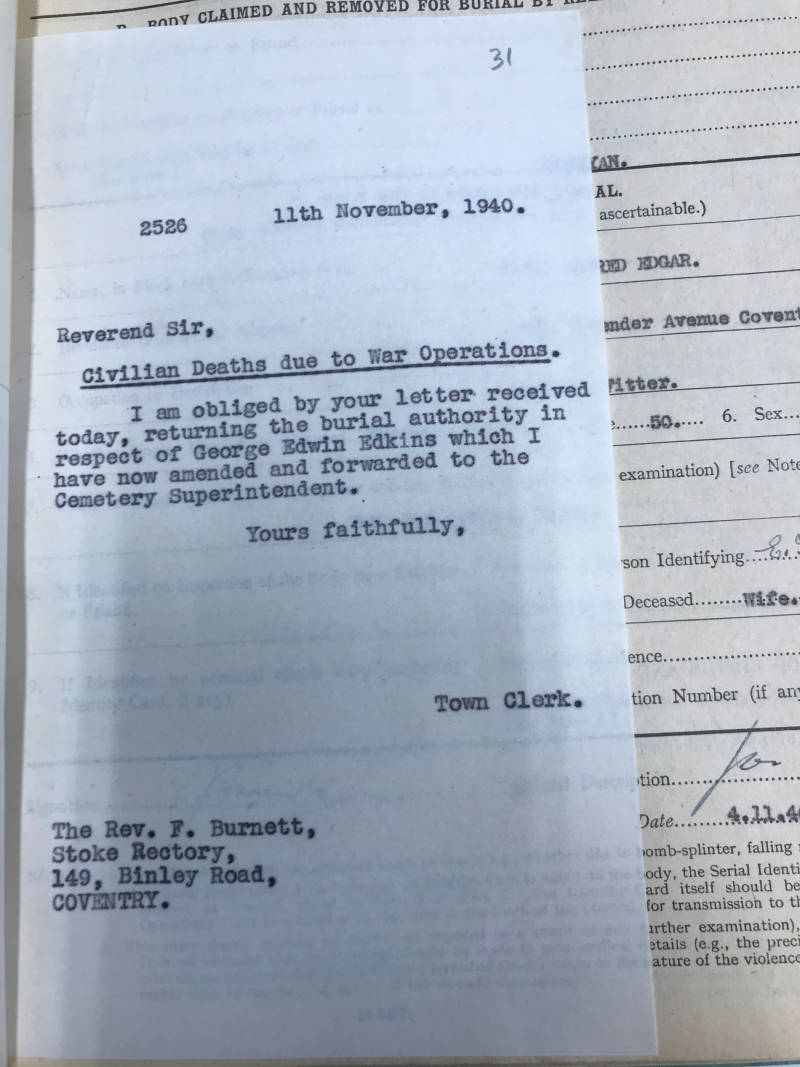 BODY CLAIMED AND REMOVED FOR BURIAL BY
31
2526
11th November, 1940.
Reverend Sir,
Civilian Deaths due to War Operations.
I am obliged by your letter received
today, returning the burial authority in
respect of George Edwin Edkins which I
have now amended and forwarded to the
Cemetery Superintendent.
Yours faithfully,
Town Clerk.
The Rev. F. Burnett,
Stoke Rectory,
149, Binley Road,
COVENTRY.
AL.
ascertainable.)
RED EDGAR.
nder Avenue Covent
itter.
50. 6. Sex
examination) [see Note
son Identifying
Deceased Wife.
ence
tion Number (if any
tion
Date 4.11.4
bomb-splinter, falling
ody, the Serial Identi
ard itself should be
for transmission to th
urther examination),
etails (e.g., the preci
ature of the violence